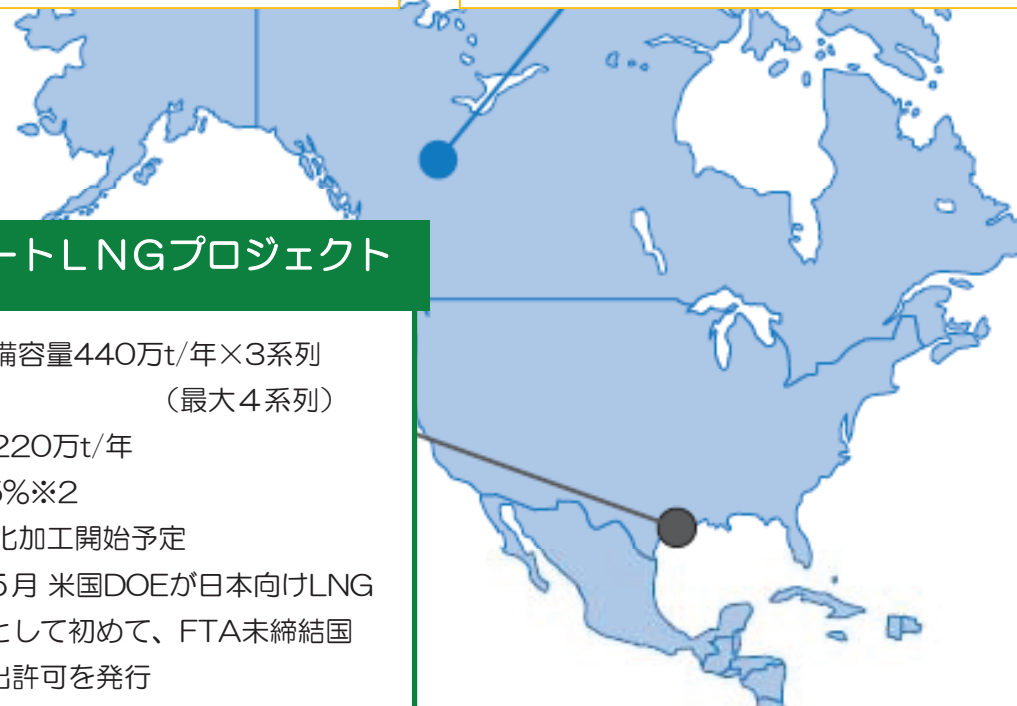 ートLNGプロジェクト
備容量440万t/年×3系列
（最大4系列）
220万t/年
%※2
化加工開始予定
5月 米国DOEが日本向けLNG
として初めて、FTA未締結国
出許可を発行